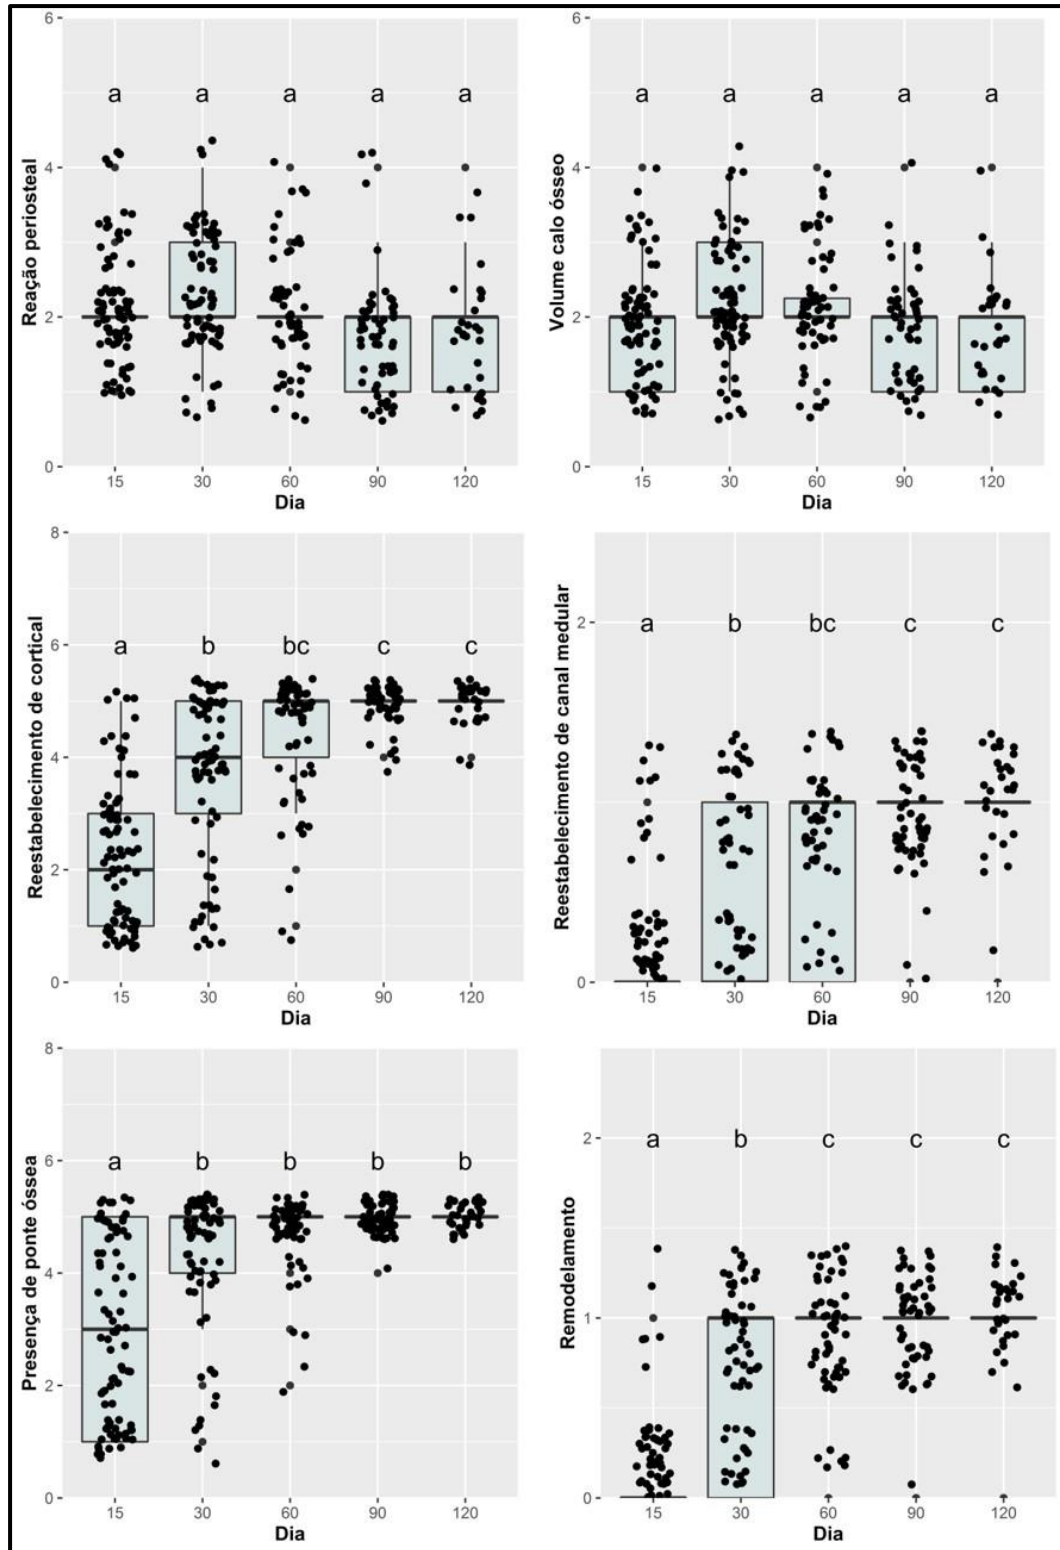 6
4
2
0
a a a a a
Reação periosteal
15 30 60 90 120
Dia
6
4
2
0
a a a a a
Volume calo ósseo
15 30 60 90 120
Dia
8
6
4
2
0
a b bc c c
Reestabelecimento de cortical
15 30 60 90 120
Dia
2
0
a b bc c c
Reestabelecimento de canal medular
15 30 60 90 120
Dia
8
6
4
2
0
a b b b b
Presença de ponte óssea
15 30 60 90 120
Dia
2
1
0
a b c c c
Remodelamento
15 30 60 90 120
Dia